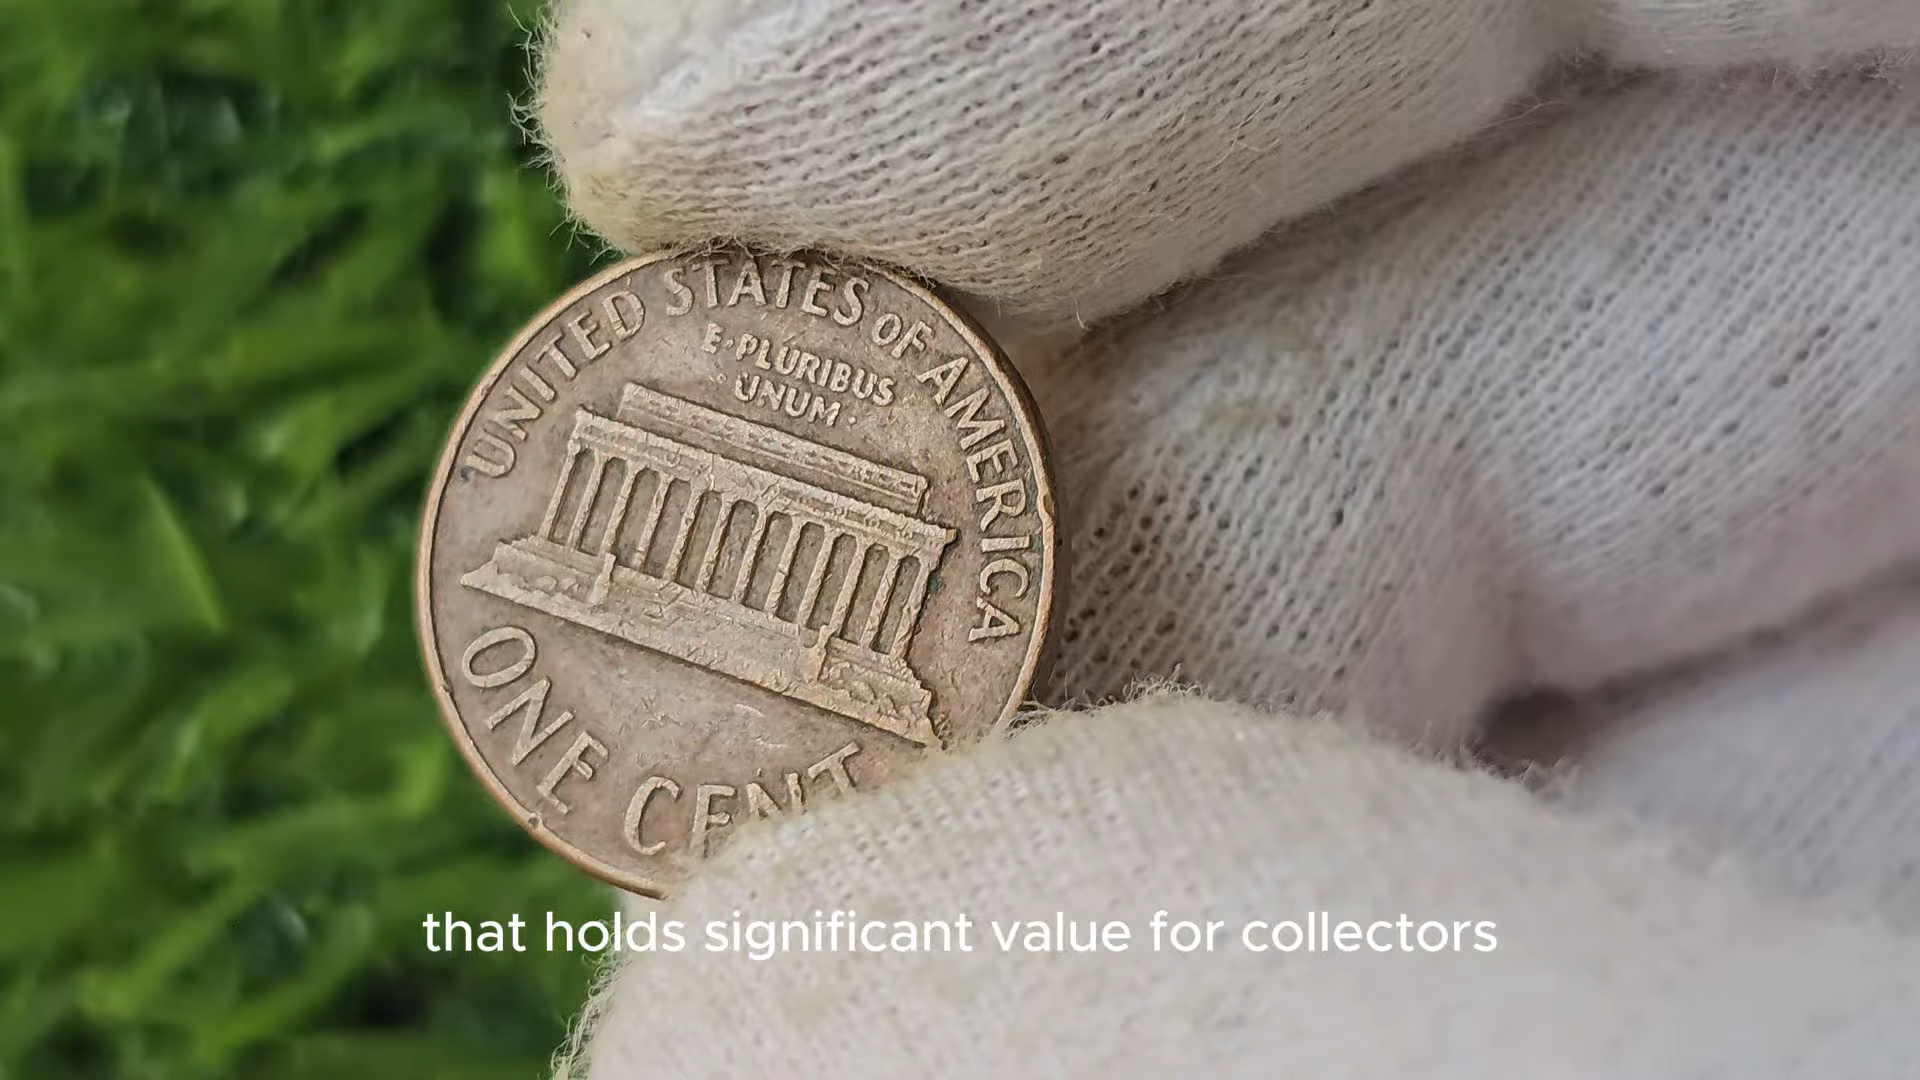 UNITED STATES OF AMERICA
E·PLURIBUS
UNUM
ONE CENT
that holds significant value for collectors